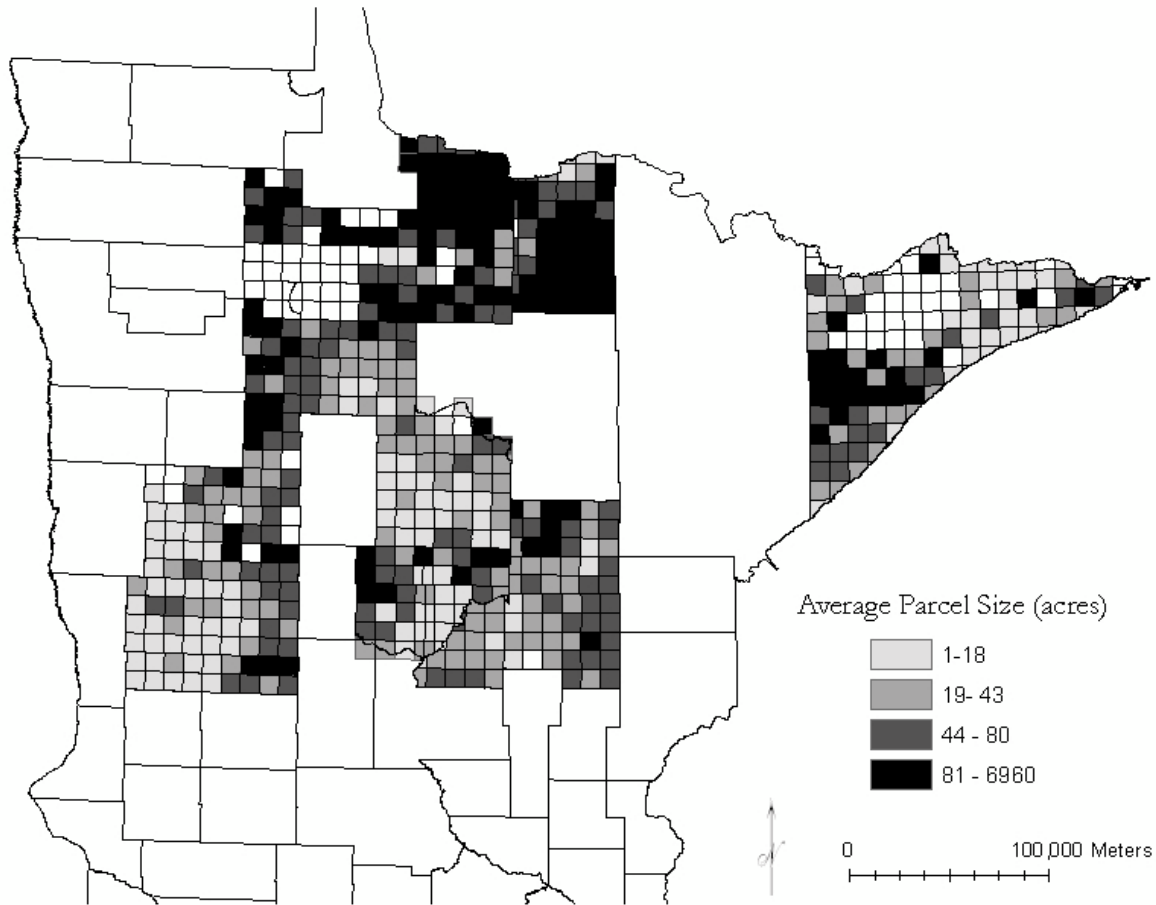 Average Parcel Size (acres)
1-18
19- 43
44 - 80
81 - 6960
N
0 100,000 Meters